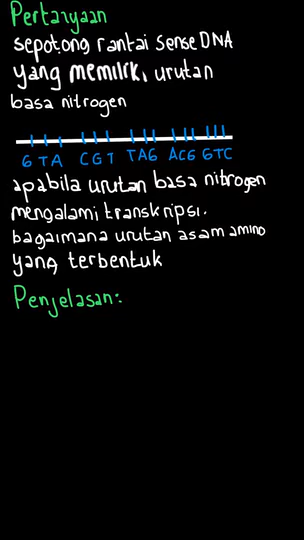 Pertanyaan
sepotong rantai sense DNA
yang memiliki urutan
basa nitrogen
GTA CGT TAG ACG GTC
apabila urutan basa nitrogen
mengalami transkripsi.
bagaimana urutan asam amino
yang terbentuk
Penjelasan: